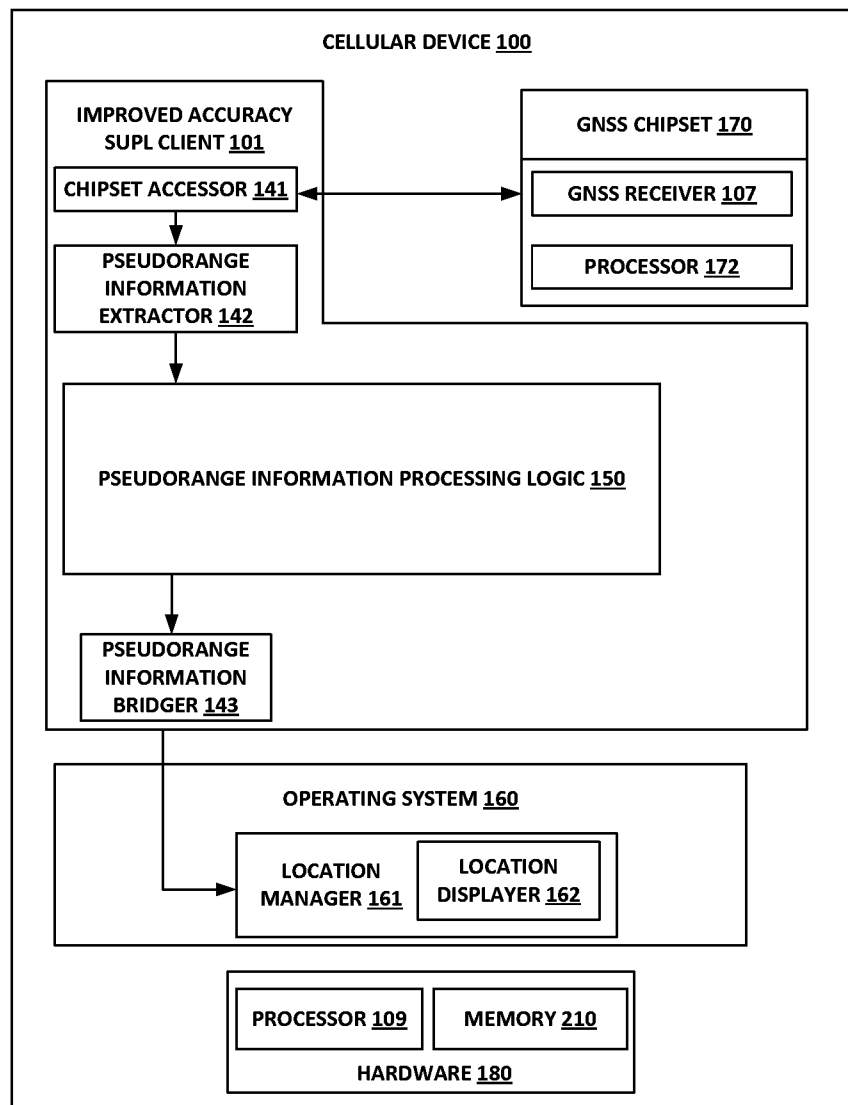 CELLULAR DEVICE 100
IMPROVED ACCURACY
SUPL CLIENT 101
CHIPSET ACCESSOR 141
PSEUDORANGE
INFORMATION
EXTRACTOR 142
GNSS CHIPSET 170
GNSS RECEIVER 107
PROCESSOR 172
PSEUDORANGE INFORMATION PROCESSING LOGIC 150
PSEUDORANGE
INFORMATION
BRIDGER 143
OPERATING SYSTEM 160
LOCATION
MANAGER 161
LOCATION
DISPLAYER 162
PROCESSOR 109
MEMORY 210
HARDWARE 180